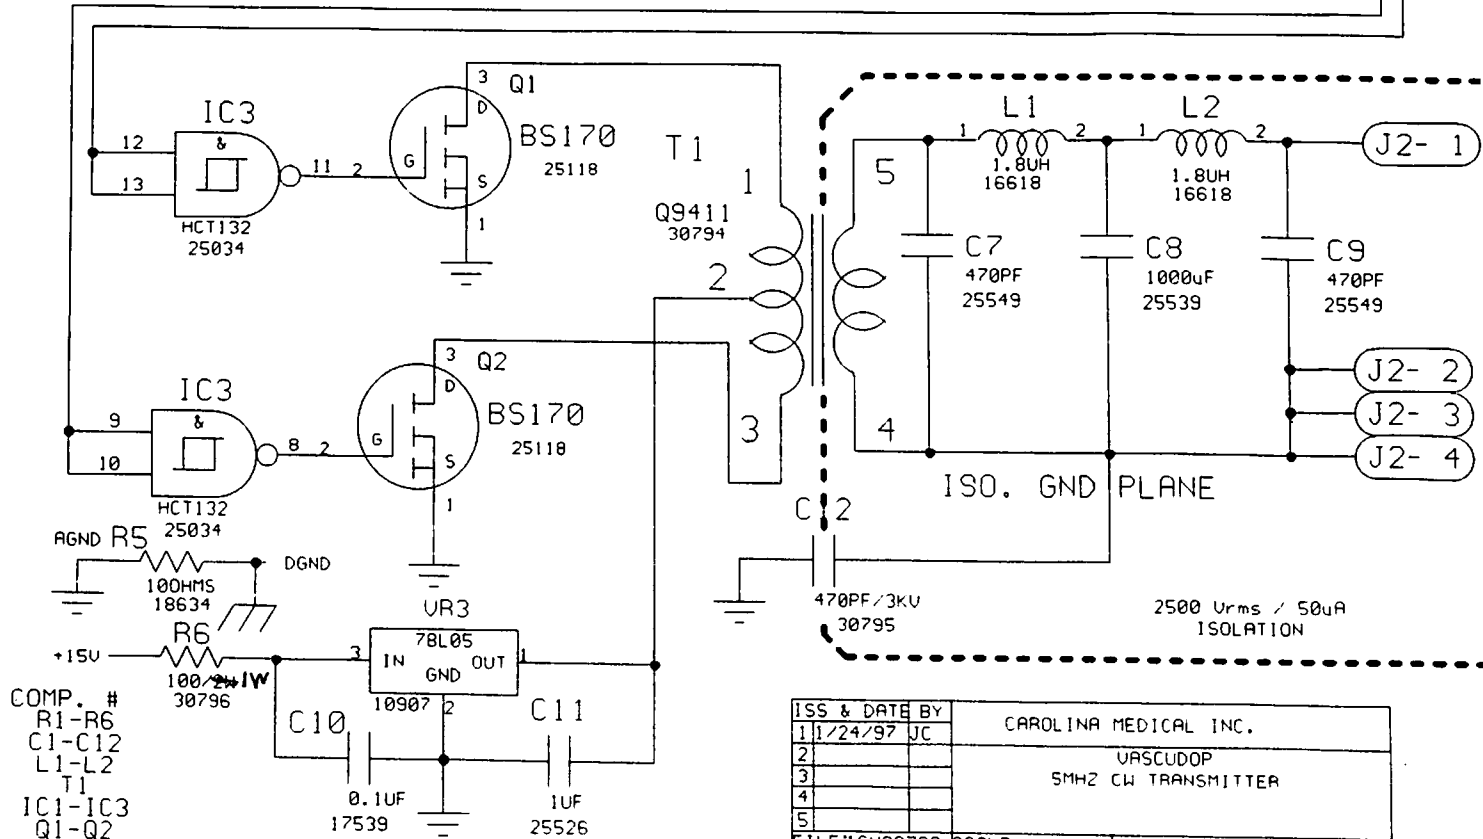 3
Q1
IC3
D
L1
L2
12
&
BS170
T1
1
2
1
2
J2- 1
11
2
G
25118
1.8UH
1.8UH
13
S
1
5
16618
16618
HCT132
1
Q9411
25034
30794
C7
C8
C9
2
470PF
1000uF
470PF
25549
25539
25549
3
Q2
D
J2- 2
IC3
BS170
&
9
G
25118
3
4
J2- 3
8
2
10
S
J2- 4
1
ISO. GND PLANE
HCT132
C 2
25034
AGND R5
DGND
100HMS
18634
470PF/3KV
30795
2500 Vrms / 50uA
ISOLATION
VR3
R6
78L05
+15V
3
IN
OUT
1
GND
100/2W 1W
30796
10907
2
COMP. #
R1-R6
C1-C12
L1-L2
T1
IC1-IC3
Q1-Q2
C10
C11
0.1UF
1UF
17539
25526
ISS & DATE BY
CAROLINA MEDICAL INC.
1 1/24/97 JC
2
VASCUDOP
3
5MHZ CW TRANSMITTER
4
5